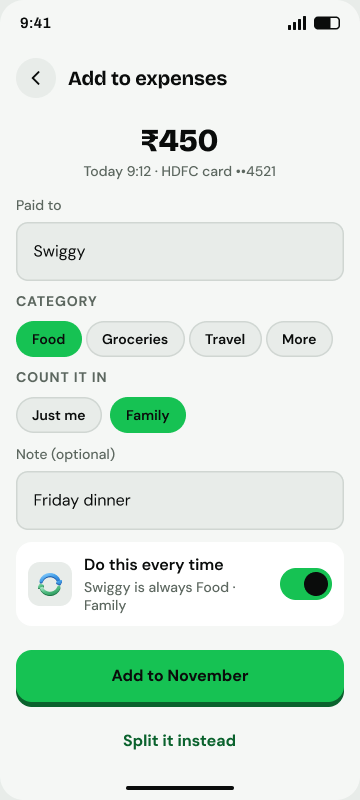 9:41
Add to expenses
₹450
Today 9:12 · HDFC card ••4521
Paid to
Swiggy
CATEGORY
Food
Groceries
Travel
More
COUNT IT IN
Just me
Family
Note (optional)
Friday dinner
Do this every time
Swiggy is always Food ·
Family
Add to November
Split it instead